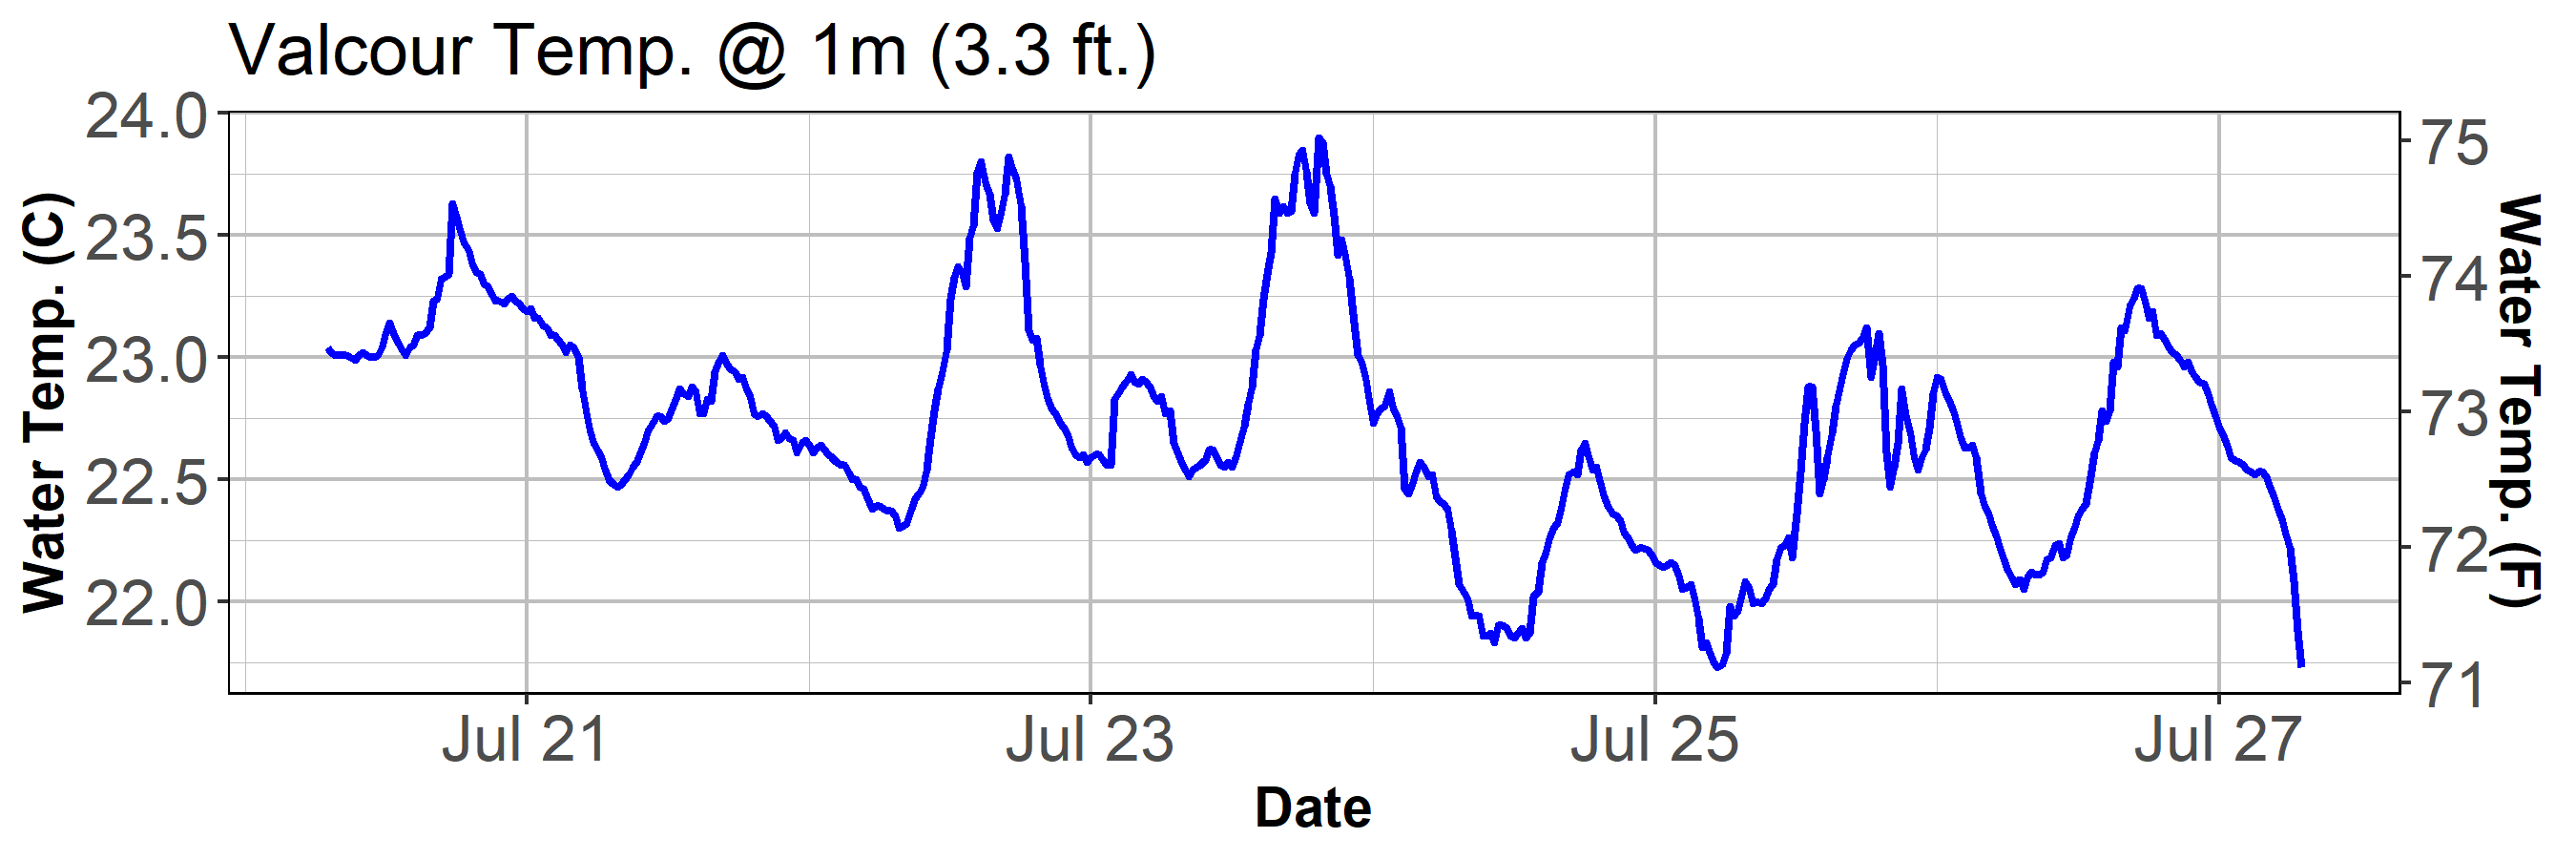 Valcour Temp. @ 1m (3.3 ft.)
Water Temp. (C)
24.0
23.5
23.0
22.5
22.0
75
74
73
72
71
Water Temp. (F)
Jul 21 Jul 23 Jul 25 Jul 27
Date